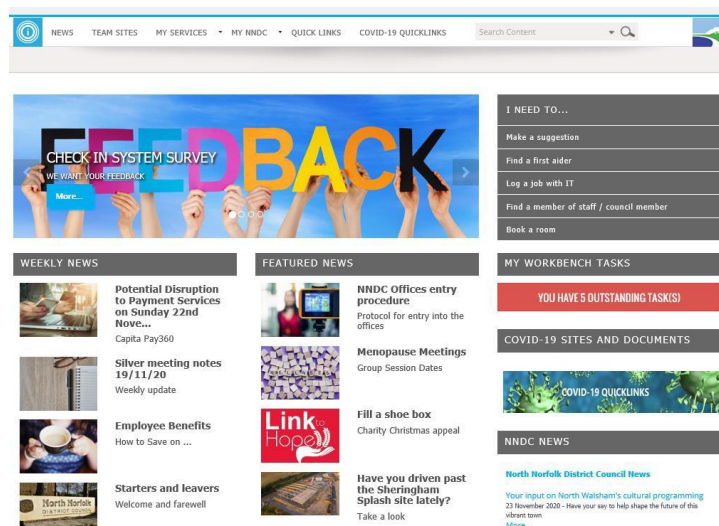 NEWS TEAM SITES MY SERVICES MY NNDC QUICK LINKS COVID-19 QUICKLINKS Search Content
FEEDBACK
CHECK IN SYSTEM SURVEY
WE WANT YOUR FEEDBACK
More...
I NEED TO...
Make a suggestion
Find a first aider
Log a job with IT
Find a member of staff / council member
Book a room
WEEKLY NEWS
Potential Disruption
to Payment Services
on Sunday 22nd
Nove...
Capita Pay360
Silver meeting notes
19/11/20
Weekly update
Employee Benefits
How to Save on ...
North Norfolk
DISTRICT COUNCIL
Starters and leavers
Welcome and farewell
FEATURED NEWS
NNDC Offices entry
procedure
Protocol for entry into the
offices
Menopause Meetings
Group Session Dates
Link to
Hope
Fill a shoe box
Charity Christmas appeal
Have you driven past
the Sheringham
Splash site lately?
Take a look
MY WORKBENCH TASKS
YOU HAVE 5 OUTSTANDING TASK(S)
COVID-19 SITES AND DOCUMENTS
COVID-19 QUICKLINKS
NNDC NEWS
North Norfolk District Council News
Your input on North Walsham's cultural programming
23 November 2020 - Have your say to help shape the future of this
vibrant town
More